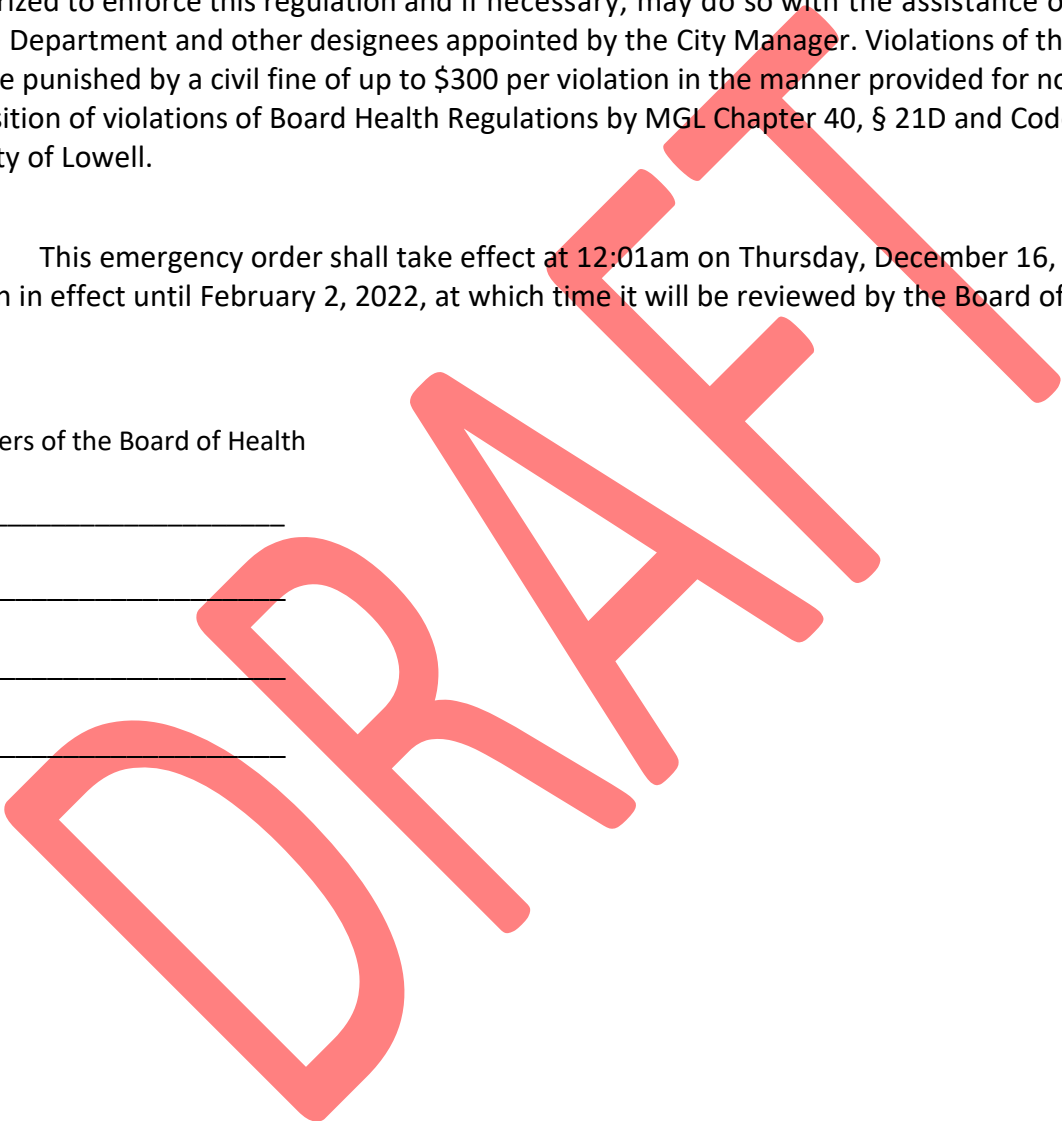 rized to enforce this regulation and if necessary, may do so with the assistance o
Department and other designees appointed by the City Manager. Violations of th
e punished by a civil fine of up to $300 per violation in the manner provided for no
sition of violations of Board Health Regulations by MGL Chapter 40, § 21D and Cod
ty of Lowell.
This emergency order shall take effect at 12:01am on Thursday, December 16,
n in effect until February 2, 2022, at which time it will be reviewed by the Board of
ers of the Board of Health
DRAFT